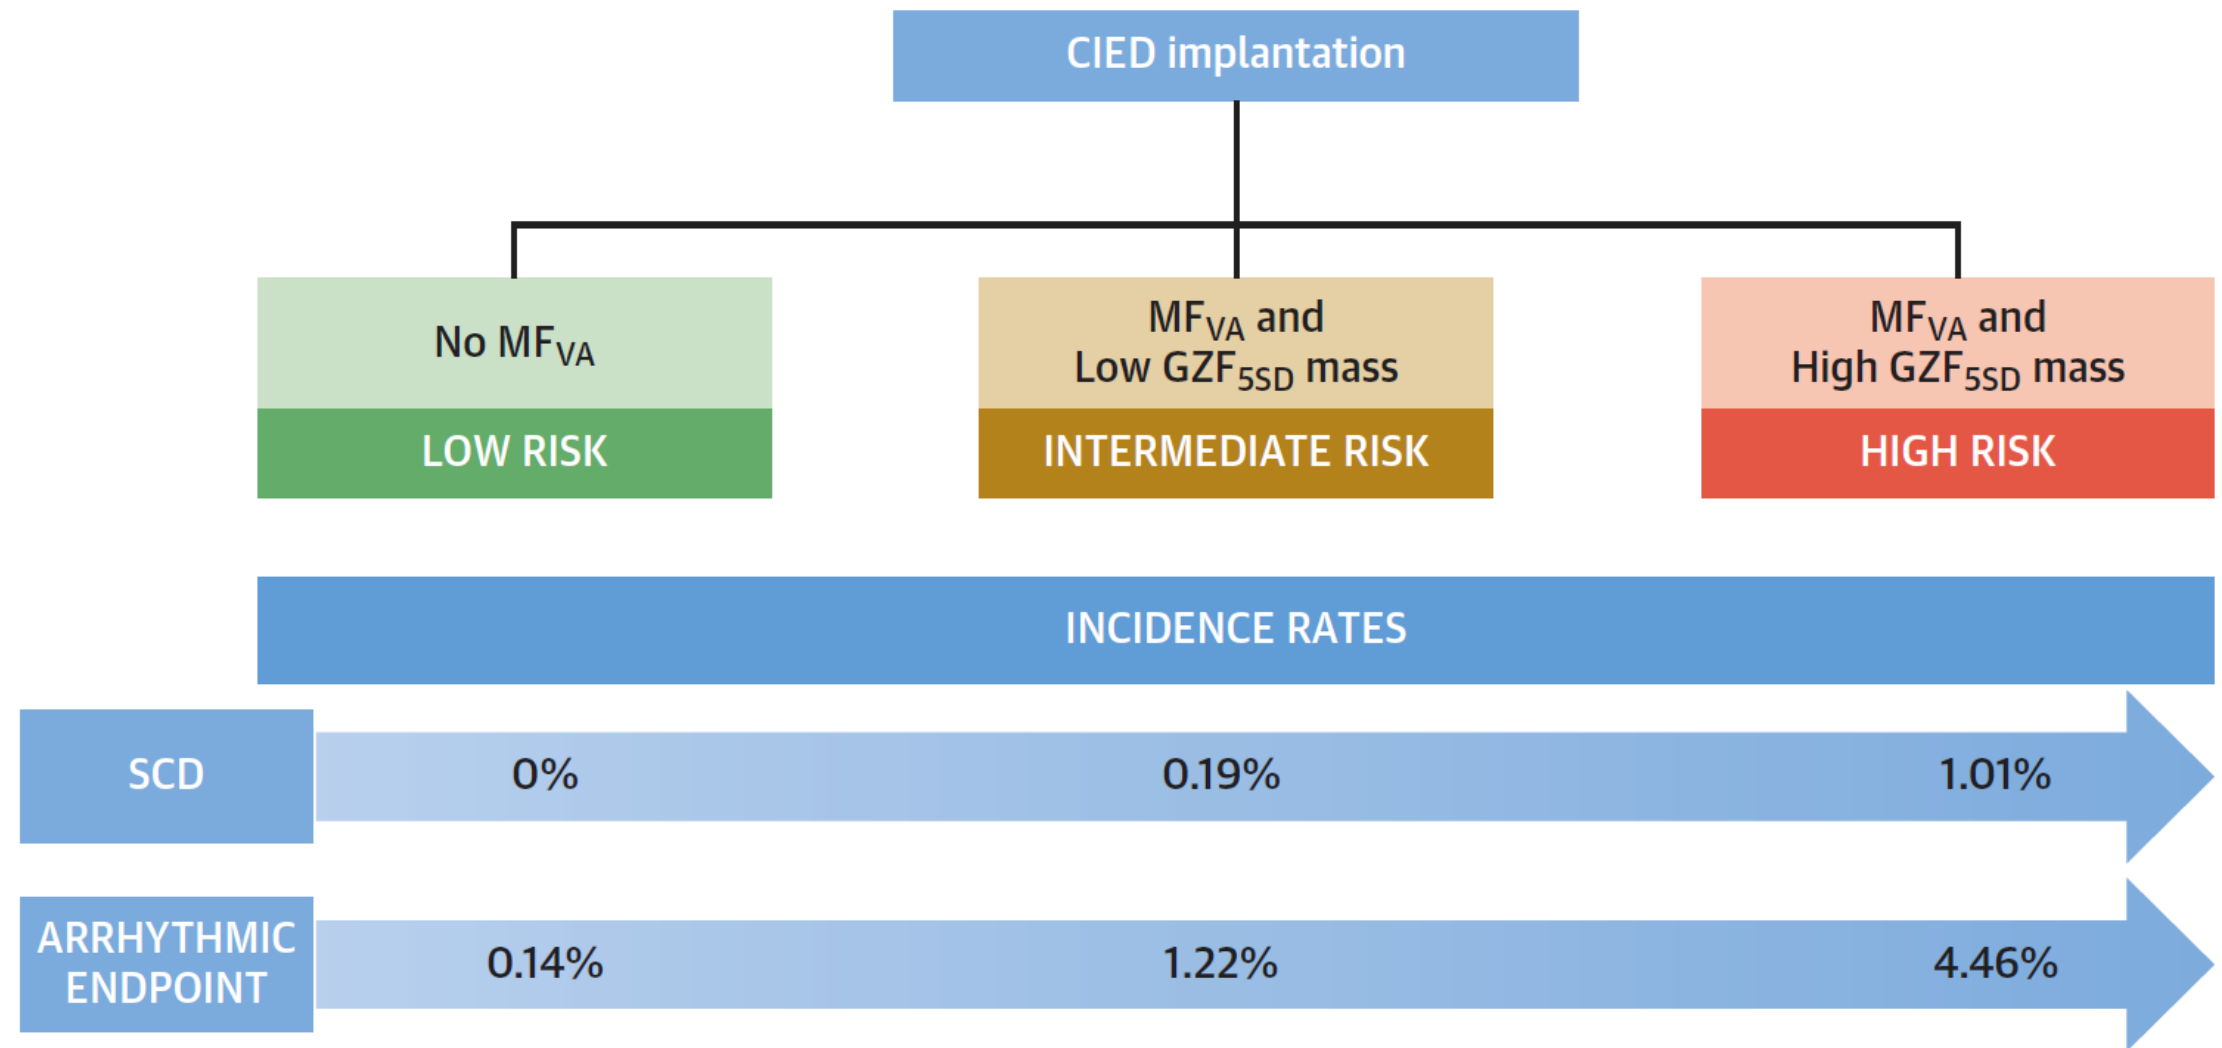 CIED implantation
No MFVA
MFVA and
Low GZF5SD mass
MFVA and
High GZF5SD mass
LOW RISK
INTERMEDIATE RISK
HIGH RISK
INCIDENCE RATES
SCD
0%
0.19%
1.01%
ARRHYTHMIC
ENDPOINT
0.14%
1.22%
4.46%